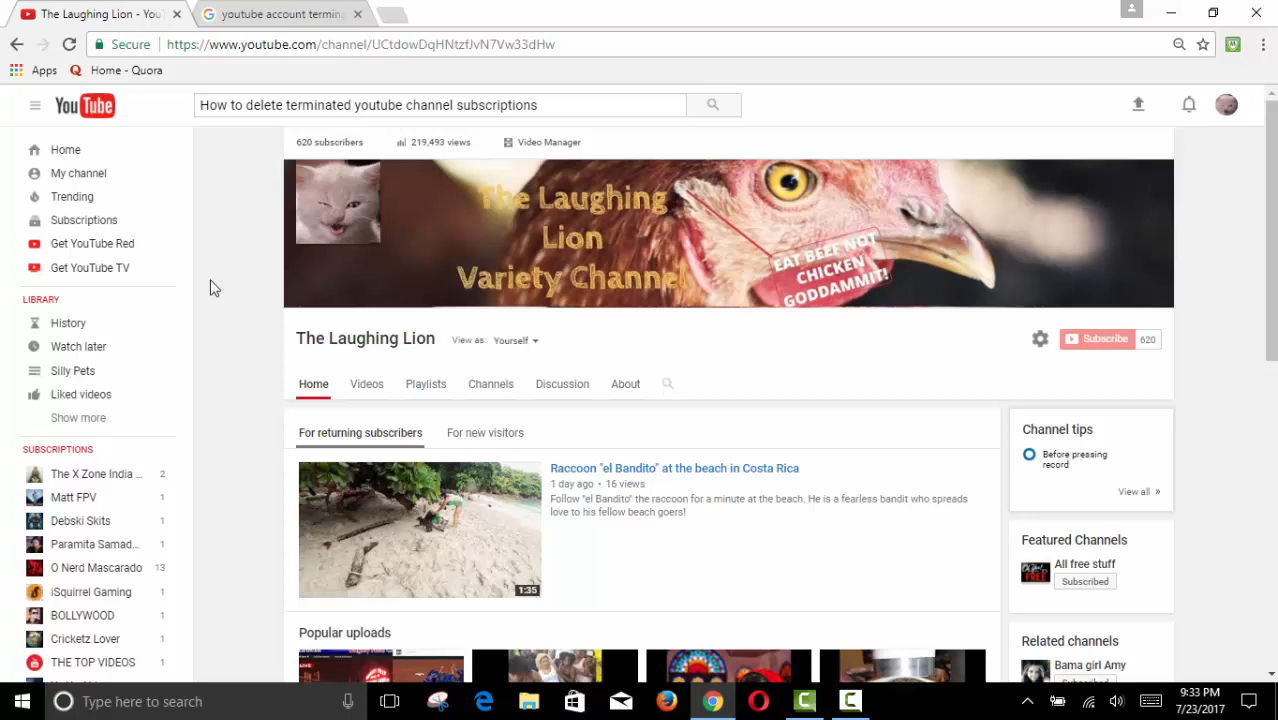 The Laughing Lion - You
youtube account termin
Secure
https://www.youtube.com/channel/UCtdowDqHNtzfJvN7Vw33dHw
Apps
Home - Quora
YouTube
How to delete terminated youtube channel subscriptions
620 subscribers
219,493 views
Video Manager
Home
My channel
Trending
Subscriptions
Get YouTube Red
Get YouTube TV
LIBRARY
History
Watch later
Silly Pets
Liked videos
Show more
SUBSCRIPTIONS
The X Zone India ... 2
Matt FPV 1
Debski Skits 1
Paramita Samad... 1
O Nerd Mascarado 13
iSquirrel Gaming 1
BOLLYWOOD 1
Cricketz Lover 1
THE TOP VIDEOS 1
The Laughing
Lion
Variety Channel
EAT BEEF NOT
CHICKEN
GODDAMMIT!
The Laughing Lion
View as: Yourself
Subscribe 620
Home
Videos
Playlists
Channels
Discussion
About
For returning subscribers
For new visitors
Raccoon "el Bandito" at the beach in Costa Rica
1 day ago • 16 views
Follow "el Bandito" the raccoon for a minute at the beach. He is a fearless bandit who spreads
love to his fellow beach goers!
1:35
Popular uploads
Channel tips
Before pressing
record
View all »
Featured Channels
All free stuff
Subscribed
Related channels
Bama girl Amy
Type here to search
9:33 PM
7/23/2017